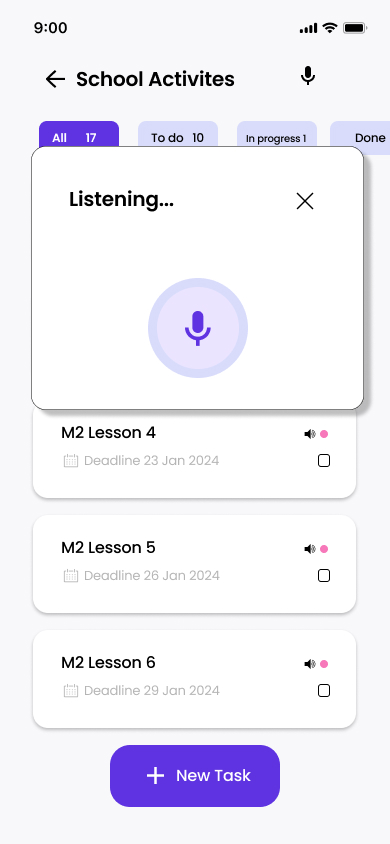 9:00
School Activites
All 17 To do 10 In progress 1 Done
Listening...
M2 Lesson 4
Deadline 23 Jan 2024
M2 Lesson 5
Deadline 26 Jan 2024
M2 Lesson 6
Deadline 29 Jan 2024
New Task